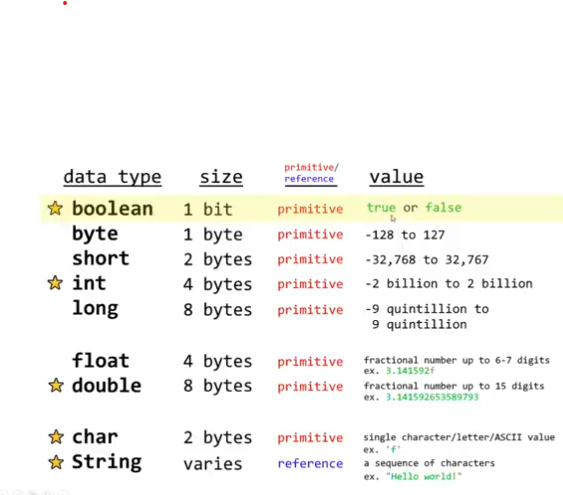 data type size primitive/ reference value
boolean 1 bit primitive true or false
byte 1 byte primitive -128 to 127
short 2 bytes primitive -32,768 to 32,767
int 4 bytes primitive -2 billion to 2 billion
long 8 bytes primitive -9 quintillion to
9 quintillion
float 4 bytes primitive fractional number up to 6-7 digits
ex. 3.141592f
double 8 bytes primitive fractional number up to 15 digits
ex. 3.141592653589793
char 2 bytes primitive single character/letter/ASCII value
ex. 'f'
String varies reference a sequence of characters
ex. "Hello world!"